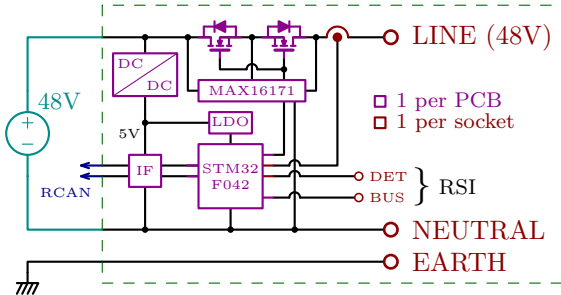 LINE (48V)
DC
DC
48V
MAX16171
1 per PCB
1 per socket
LDO
5V
IF
STM32
F042
DET
BUS
RSI
RCAN
NEUTRAL
EARTH